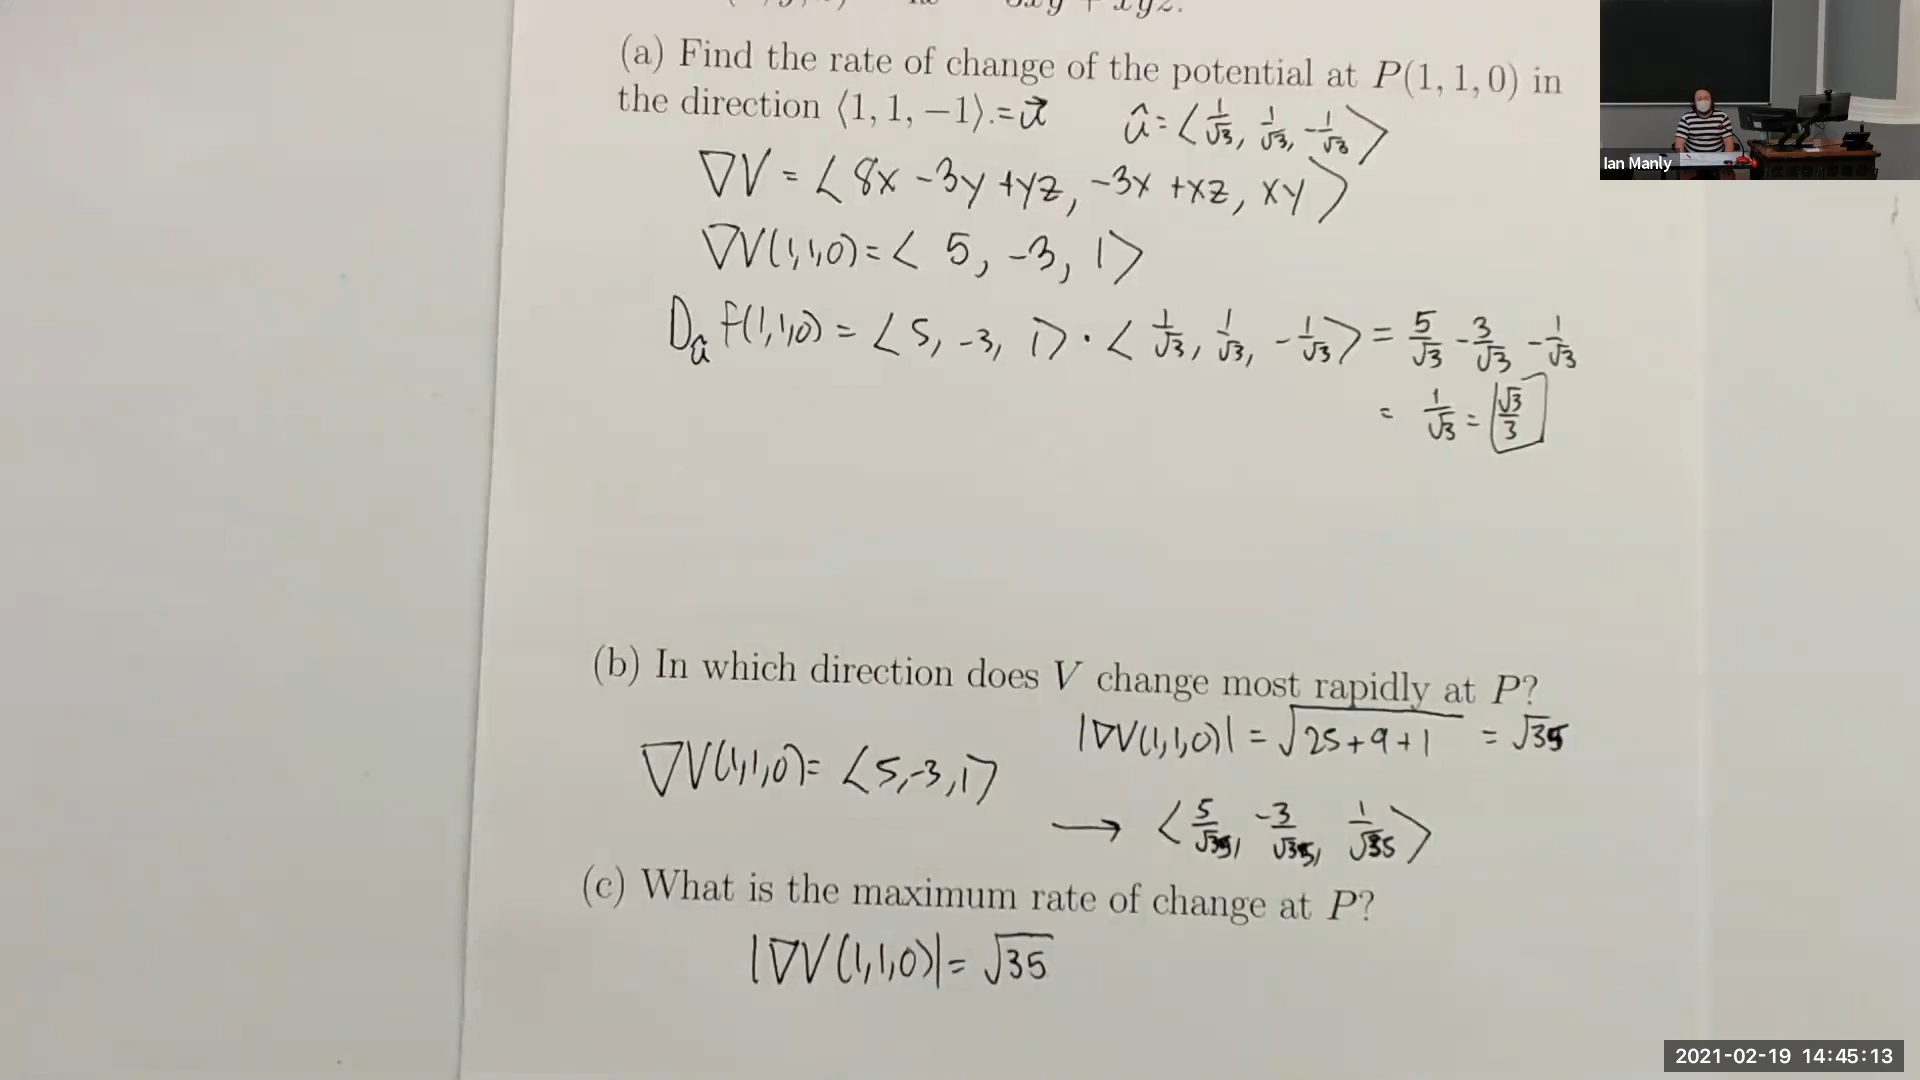 (a) Find the rate of change of the potential at P(1, 1, 0) in
the direction ⟨1, 1, −1⟩. = u⃗ û = ⟨1/√3, 1/√3, -1/√3⟩
∇V = ⟨8x - 3y + yz, -3x + xz, xy⟩
∇V(1,1,0) = ⟨5, -3, 1⟩
D_û f(1,1,0) = ⟨5, -3, 1⟩ · ⟨1/√3, 1/√3, -1/√3⟩ = 5/√3 - 3/√3 - 1/√3
= 1/√3 = √3/3
(b) In which direction does V change most rapidly at P?
|∇V(1,1,0)| = √25+9+1 = √35
∇V(1,1,0) = ⟨5,-3,1⟩
→ ⟨5/√35, -3/√35, 1/√35⟩
(c) What is the maximum rate of change at P?
|∇V(1,1,0)| = √35
Ian Manly
2021-02-19 14:45:13